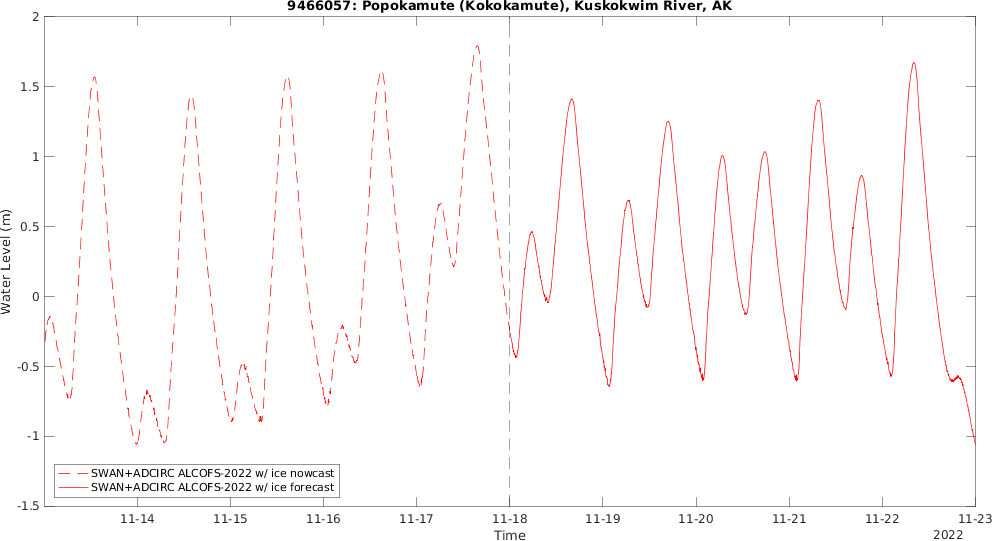 9466057: Popokamute (Kokokamute), Kuskokwim River, AK
2
1.5
1
0.5
0
-0.5
-1
-1.5
Water Level (m)
SWAN+ADCIRC ALCOFS-2022 w/ ice nowcast
SWAN+ADCIRC ALCOFS-2022 w/ ice forecast
11-14 11-15 11-16 11-17 11-18 11-19 11-20 11-21 11-22 11-23
Time
2022